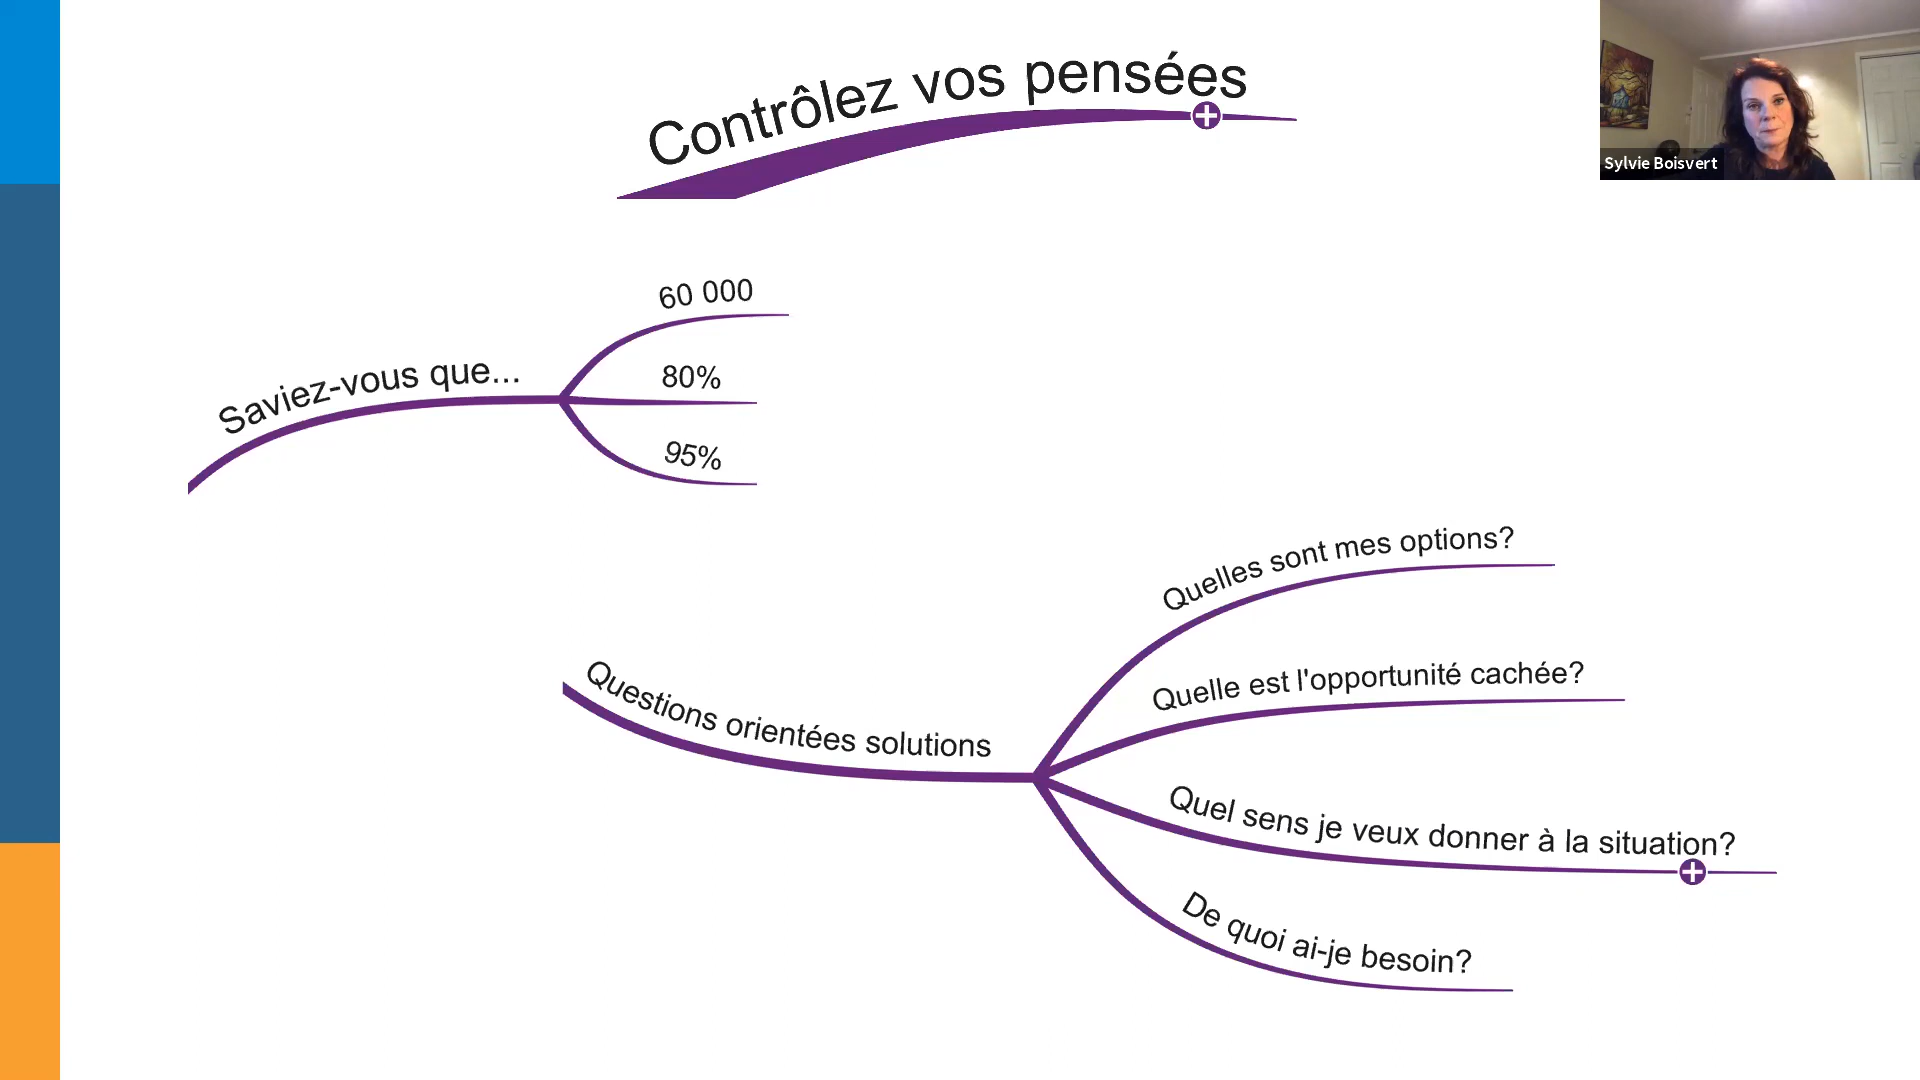 Contrôlez vos pensées
Sylvie Boisvert
60 000
Saviez-vous que...
80%
95%
Quelles sont mes options?
Quelle est l'opportunité cachée?
Questions orientées solutions
Quel sens je veux donner à la situation?
De quoi ai-je besoin?